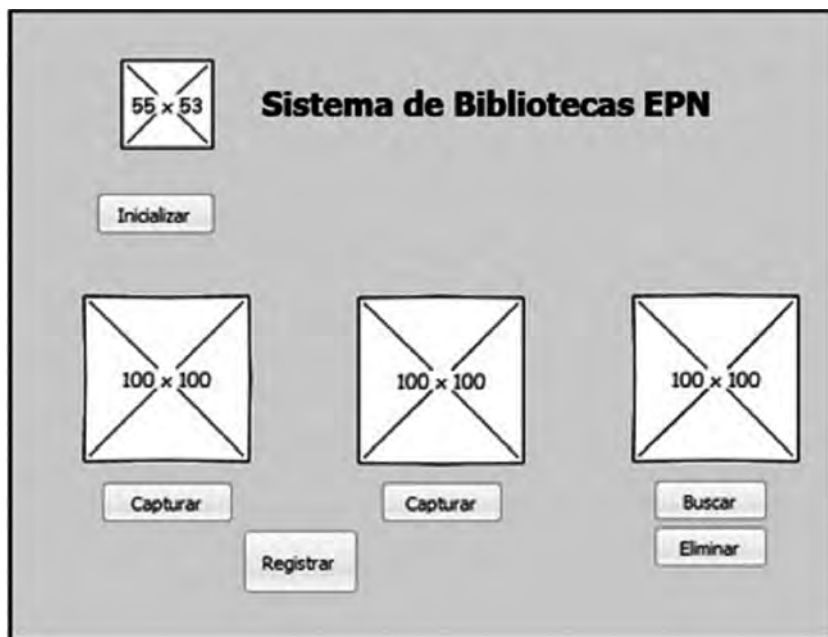 55 x 53
Sistema de Bibliotecas EPN
Inicializar
100 x 100
100 x 100
100 x 100
Capturar
Capturar
Buscar
Eliminar
Registrar